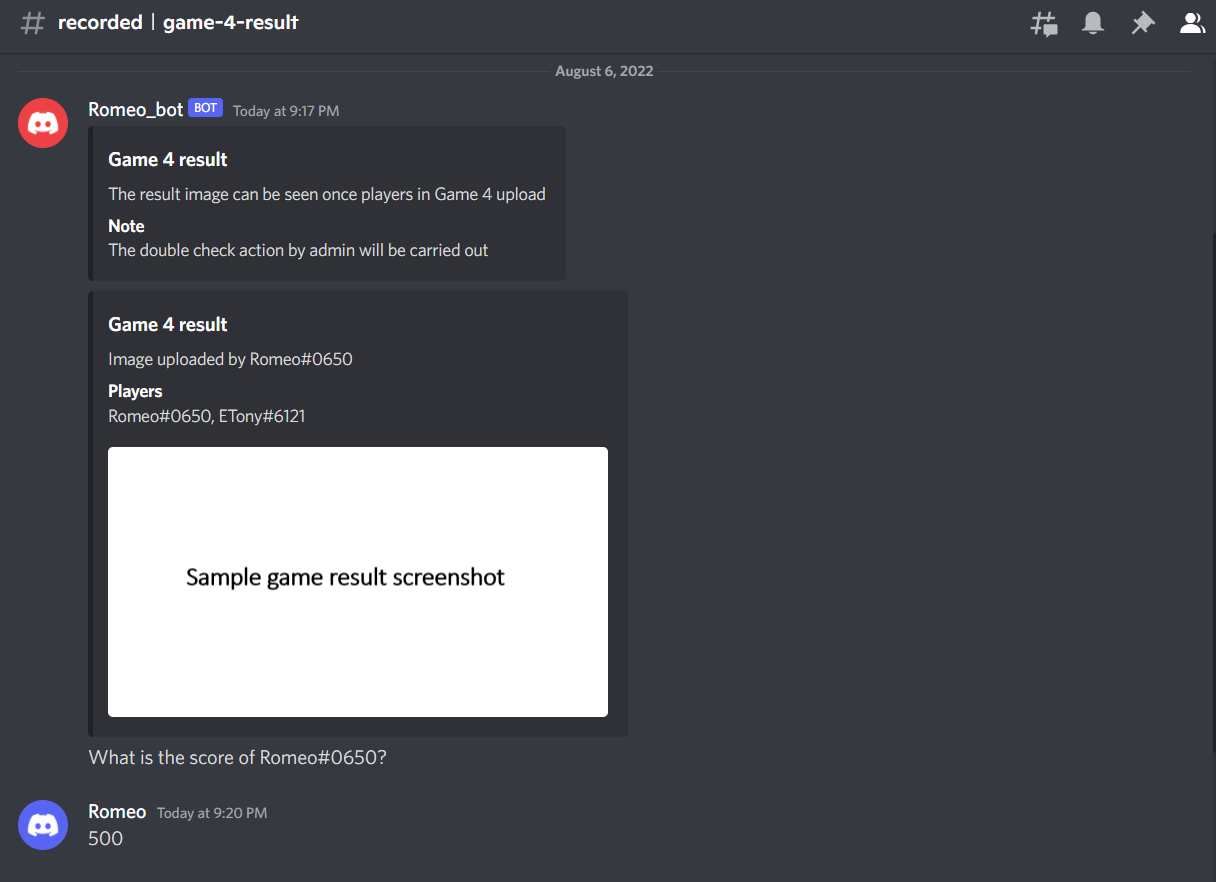 # recorded | game-4-result
August 6, 2022
Romeo_bot BOT Today at 9:17 PM
Game 4 result
The result image can be seen once players in Game 4 upload
Note
The double check action by admin will be carried out
Game 4 result
Image uploaded by Romeo#0650
Players
Romeo#0650, ETony#6121
Sample game result screenshot
What is the score of Romeo#0650?
Romeo Today at 9:20 PM
500